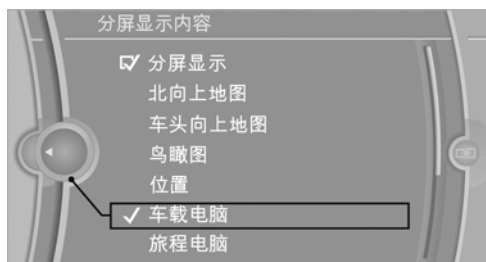 分屏显示内容
分屏显示
北向上地图
车头向上地图
鸟瞰图
位置
车载电脑
旅程电脑